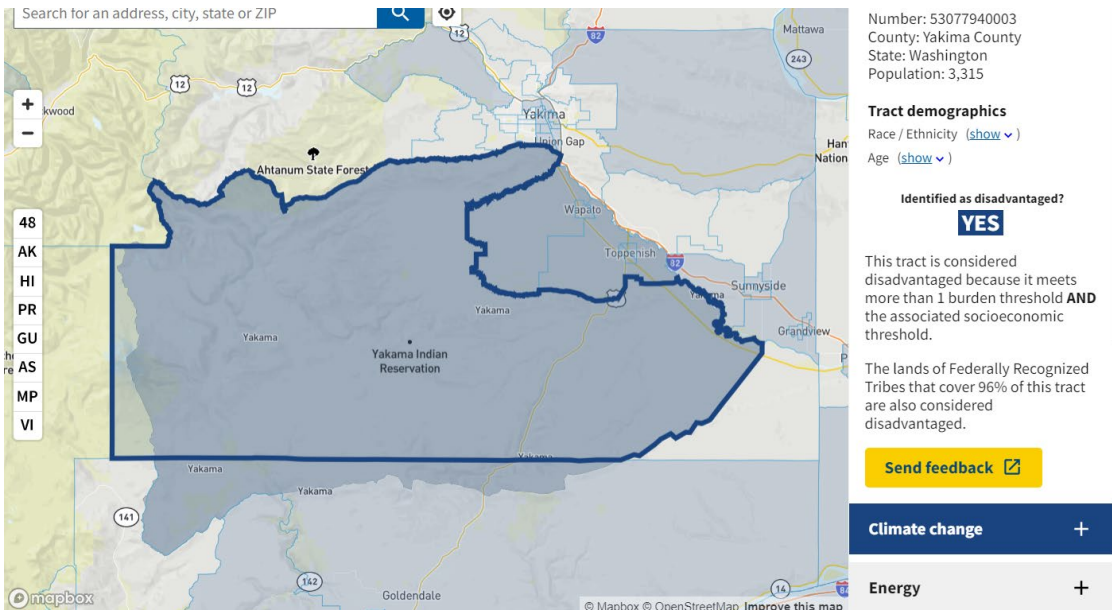 Search for an address, city, state or ZIP
12
82
Mattawa
243
12
12
kwood
Yakima
Union Gap
Ahtanum State Forest
Wapato
Toppenish
82
Sunnyside
Yakama
Grandview
Yakama
Yakama
Yakama Indian
Reservation
Yakama
Yakama
Yakama
141
142
Goldendale
14
+
−
48
AK
HI
PR
GU
AS
MP
VI
mapbox
© Mapbox © OpenStreetMap Improve this map
Number: 53077940003
County: Yakima County
State: Washington
Population: 3,315
Tract demographics
Race / Ethnicity (show )
Age (show )
Identified as disadvantaged?
YES
This tract is considered
disadvantaged because it meets
more than 1 burden threshold AND
the associated socioeconomic
threshold.
The lands of Federally Recognized
Tribes that cover 96% of this tract
are also considered
disadvantaged.
Send feedback
Climate change +
Energy +